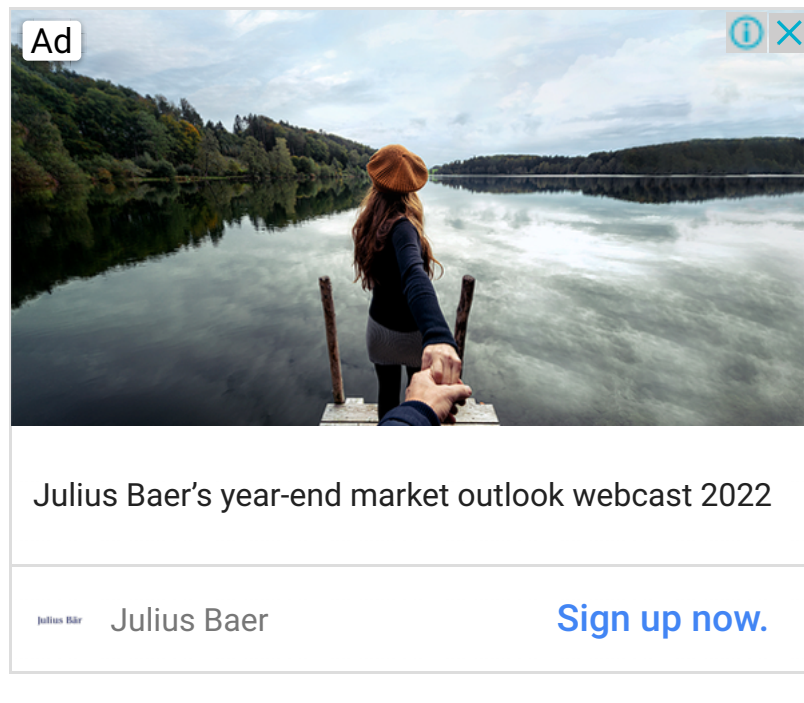 Ad
Julius Baer’s year-end market outlook webcast 2022
Julius Bär
Julius Baer
Sign up now.